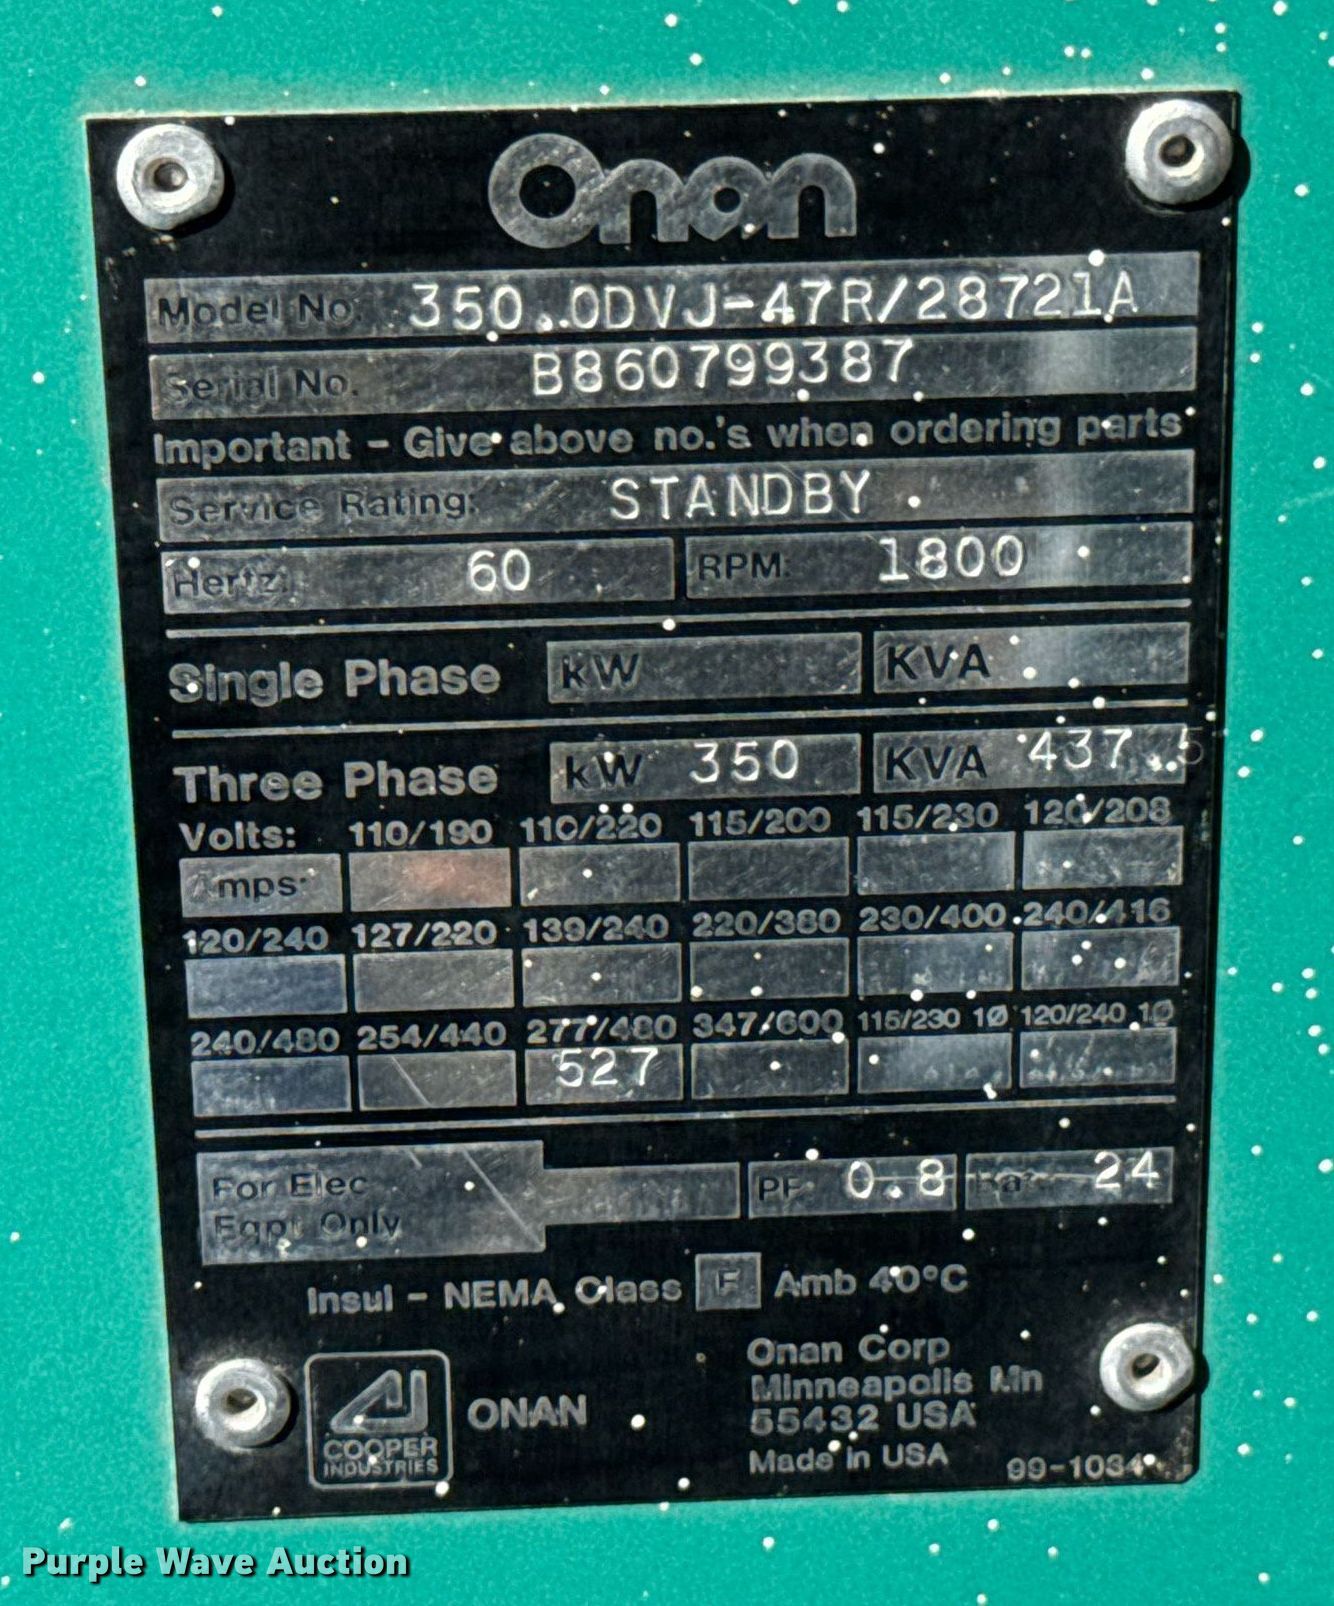 Onan
Model No. 350.0DVJ-47R/28721A
Serial No. B860799387
Important - Give above no.'s when ordering parts
Service Rating: STANDBY
Hertz: 60 RPM: 1800
Single Phase kW KVA
Three Phase kW 350 KVA 437.5
Volts: 110/190 110/220 115/200 115/230 120/208
Amps:
120/240 127/220 139/240 220/380 230/400 240/416
240/480 254/440 277/480 347/600 115/230 1Ø 120/240 1Ø
527
For Elec
Eqpt Only
PF: 0.8 Bat: 24
Insul - NEMA Class F Amb 40°C
COOPER
INDUSTRIES
ONAN
Onan Corp
Minneapolis Mn
55432 USA
Made in USA
99-1034
Purple Wave Auction